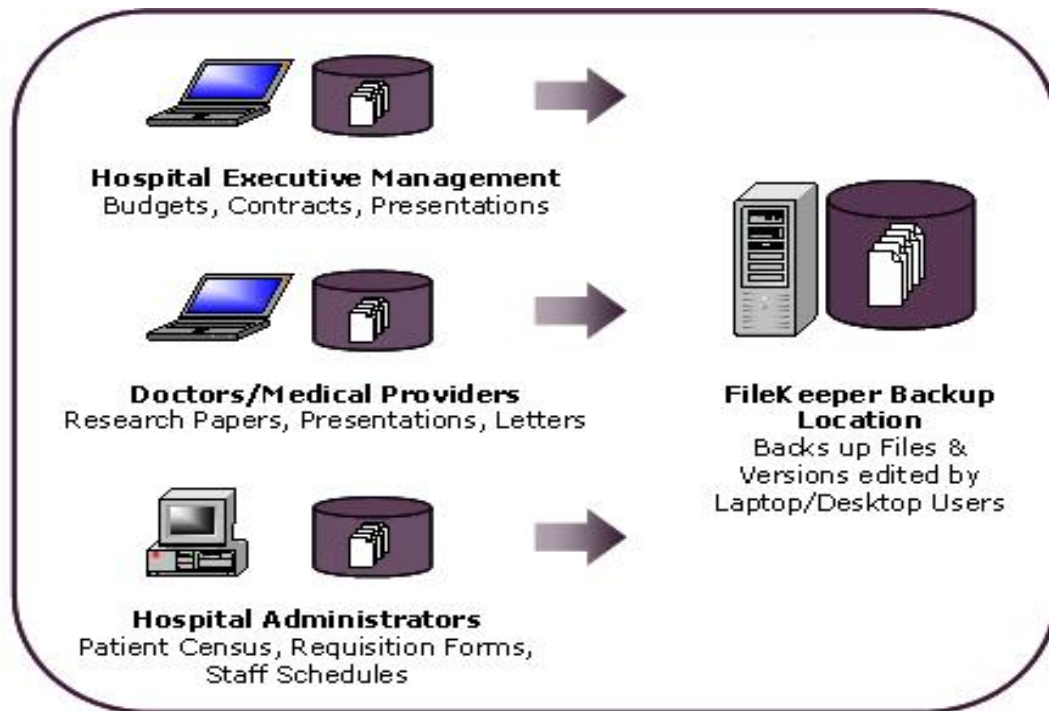 Hospital Executive Management
Budgets, Contracts, Presentations
Doctors/Medical Providers
Research Papers, Presentations, Letters
Hospital Administrators
Patient Census, Requisition Forms,
Staff Schedules
FileKeeper Backup
Location
Backs up Files &
Versions edited by
Laptop/Desktop Users